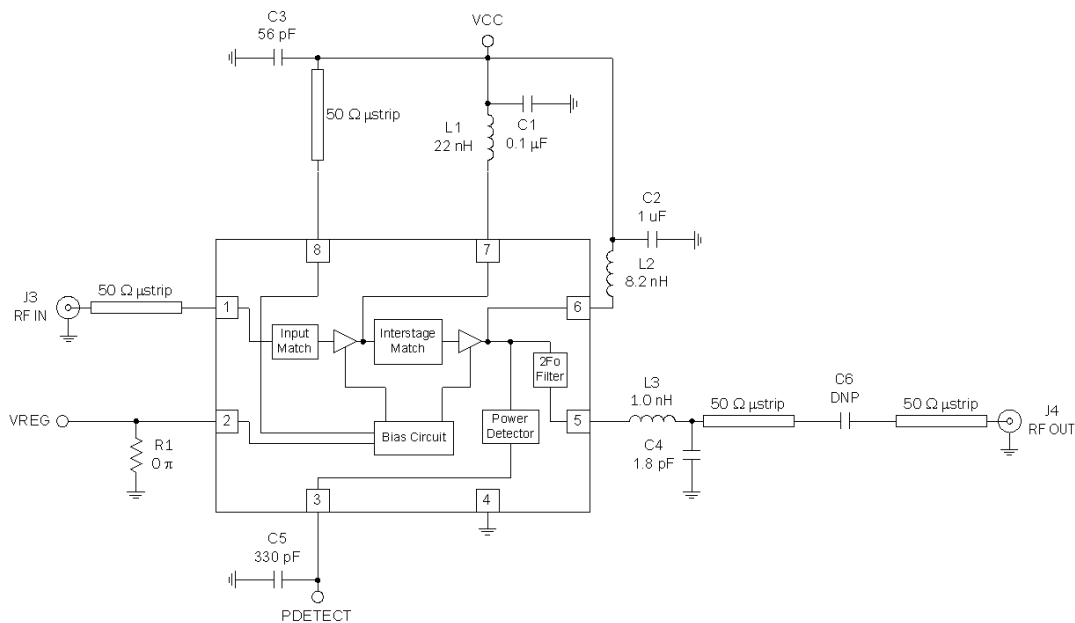 C3
56 pF
VCC
50 Ω µstrip
L1
22 nH
C1
0.1 µF
C2
1 uF
L2
8.2 nH
8
7
J3
RF IN
50 Ω µstrip
1
6
Input
Match
Interstage
Match
2Fo
Filter
L3
1.0 nH
50 Ω µstrip
C6
DNP
50 Ω µstrip
J4
RF OUT
VREG
2
Bias Circuit
Power
Detector
5
C4
1.8 pF
R1
0 π
3
4
C5
330 pF
PDETECT